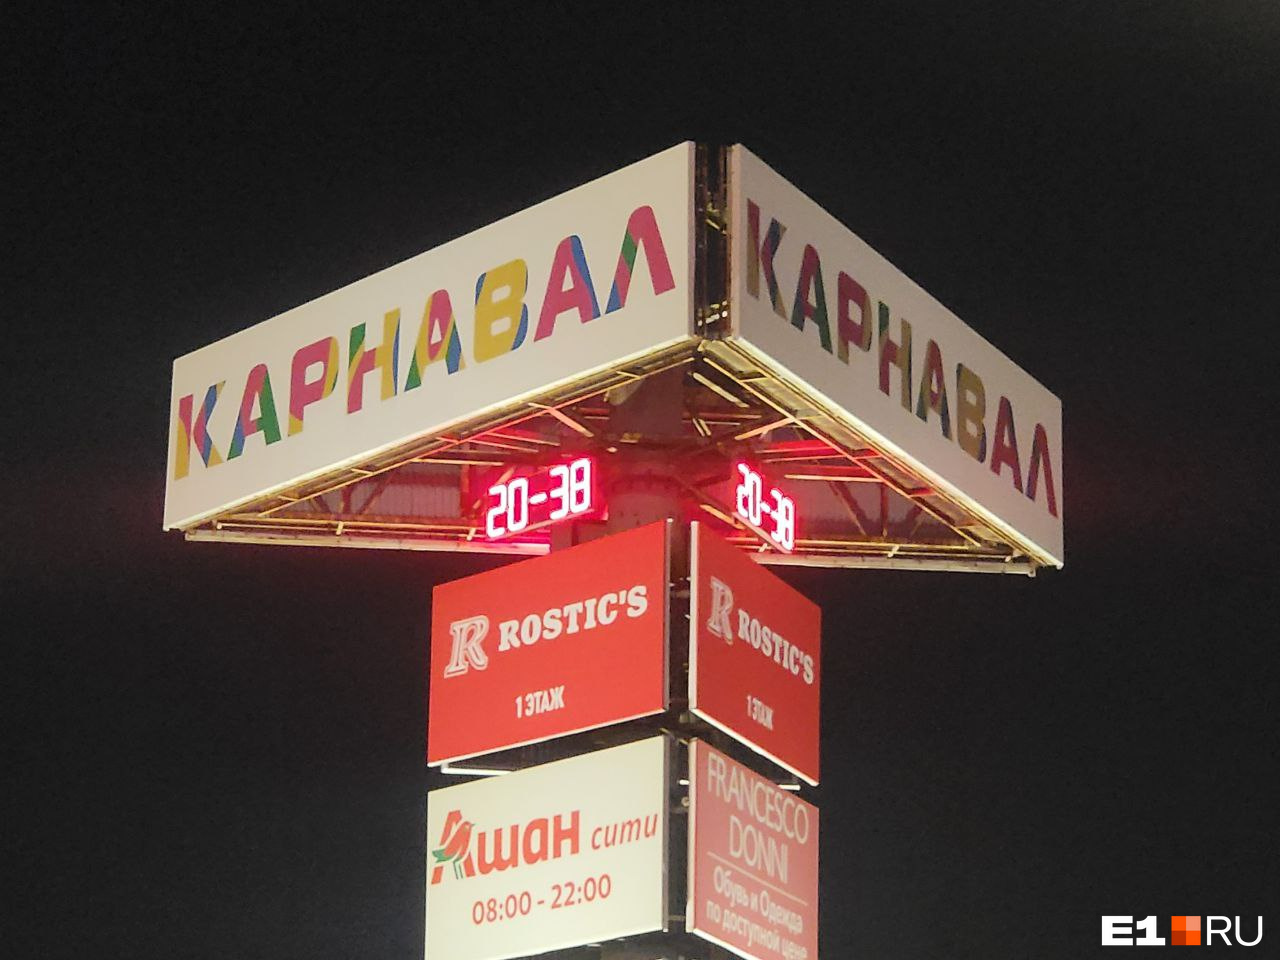 КАРНАВАЛ
КАРНАВАЛ
20-38
20-38
R ROSTIC'S
1 ЭТАЖ
R ROSTIC'S
1 ЭТАЖ
Ашан сити
08:00 - 22:00
FRANCESCO
DONNI
Обувь и Одежда
по доступной цене
E1.RU